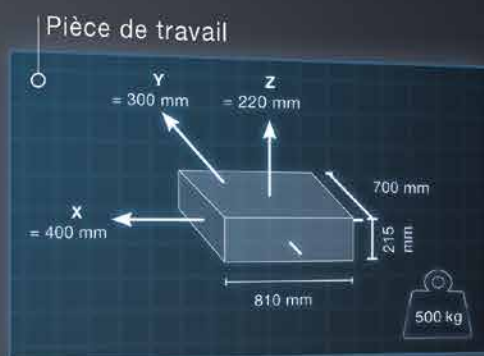 Pièce de travail
Y
= 300 mm
Z
= 220 mm
X
= 400 mm
700 mm
215
mm
810 mm
500 kg